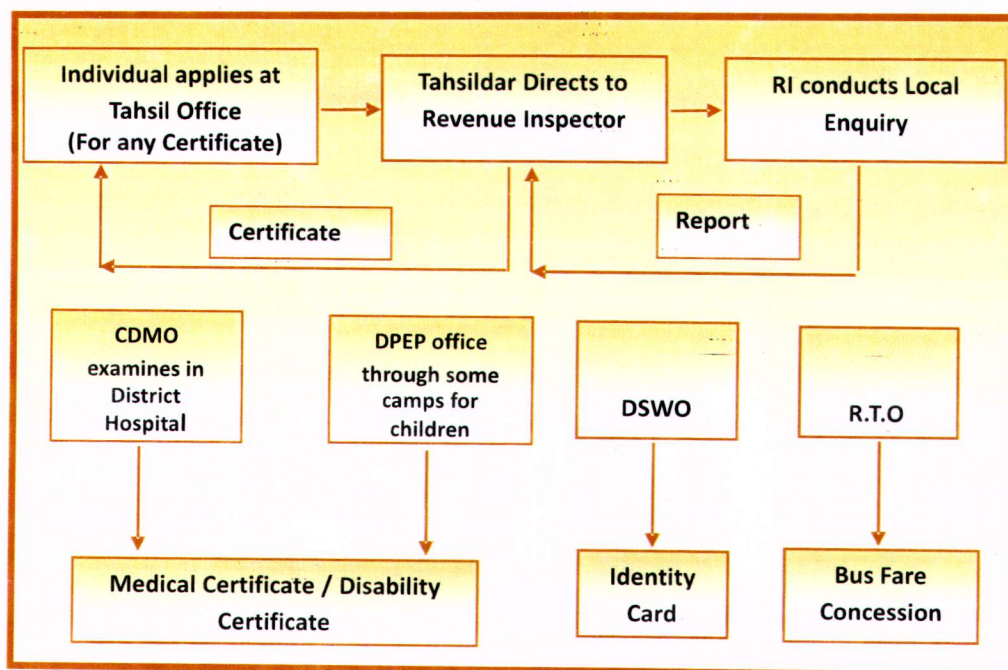 Individual applies at
Tahsil Office
(For any Certificate)
Tahsildar Directs to
Revenue Inspector
RI conducts Local
Enquiry
Certificate
Report
CDMO
examines in
District
Hospital
DPEP office
through some
camps for
children
DSWO
R.T.O
Medical Certificate / Disability
Certificate
Identity
Card
Bus Fare
Concession